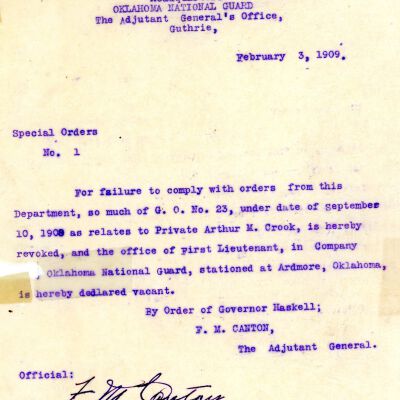 OKLAHOMA NATIONAL GUARD
The Adjutant General's Office,
Guthrie,
February 3, 1909.
Special Orders
No. 1
For failure to comply with orders from this
Department, so much of G. O. No. 23, under date of September
10, 1908 as relates to Private Arthur M. Crook, is hereby
revoked, and the office of First Lieutenant, in Company
, Oklahoma National Guard, stationed at Ardmore, Oklahoma,
is hereby declared vacant.
By Order of Governor Haskell;
F. M. CANTON,
The Adjutant General.
Official:
F M Canton